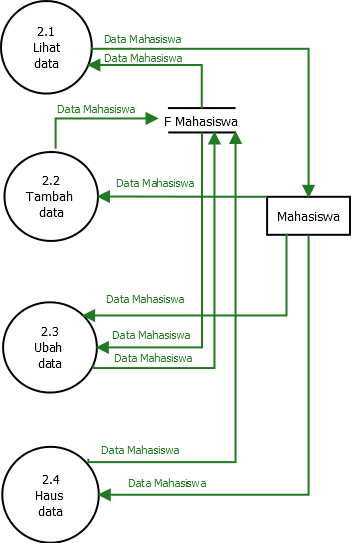 2.1
Lihat
data
Data Mahasiswa
Data Mahasiswa
Data Mahasiswa
F Mahasiswa
2.2
Tambah
data
Data Mahasiswa
Mahasiswa
Data Mahasiswa
2.3
Ubah
data
Data Mahasiswa
Data Mahasiswa
Data Mahasiswa
2.4
Haus
data
Data Mahasiswa